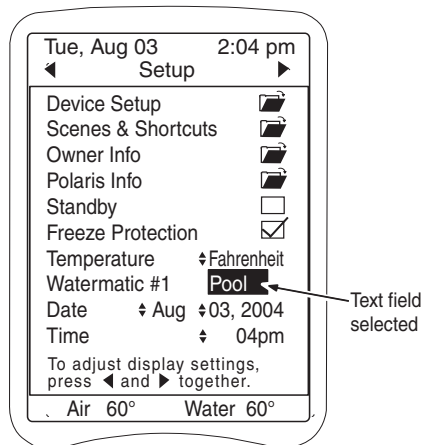 Tue, Aug 03 2:04 pm
◀ Setup ▶
Device Setup
Scenes & Shortcuts
Owner Info
Polaris Info
Standby
Freeze Protection
Temperature Fahrenheit
Watermatic #1 Pool
Date Aug 03, 2004
Time 04pm
To adjust display settings,
press ◀ and ▶ together.
Air 60° Water 60°
Text field
selected